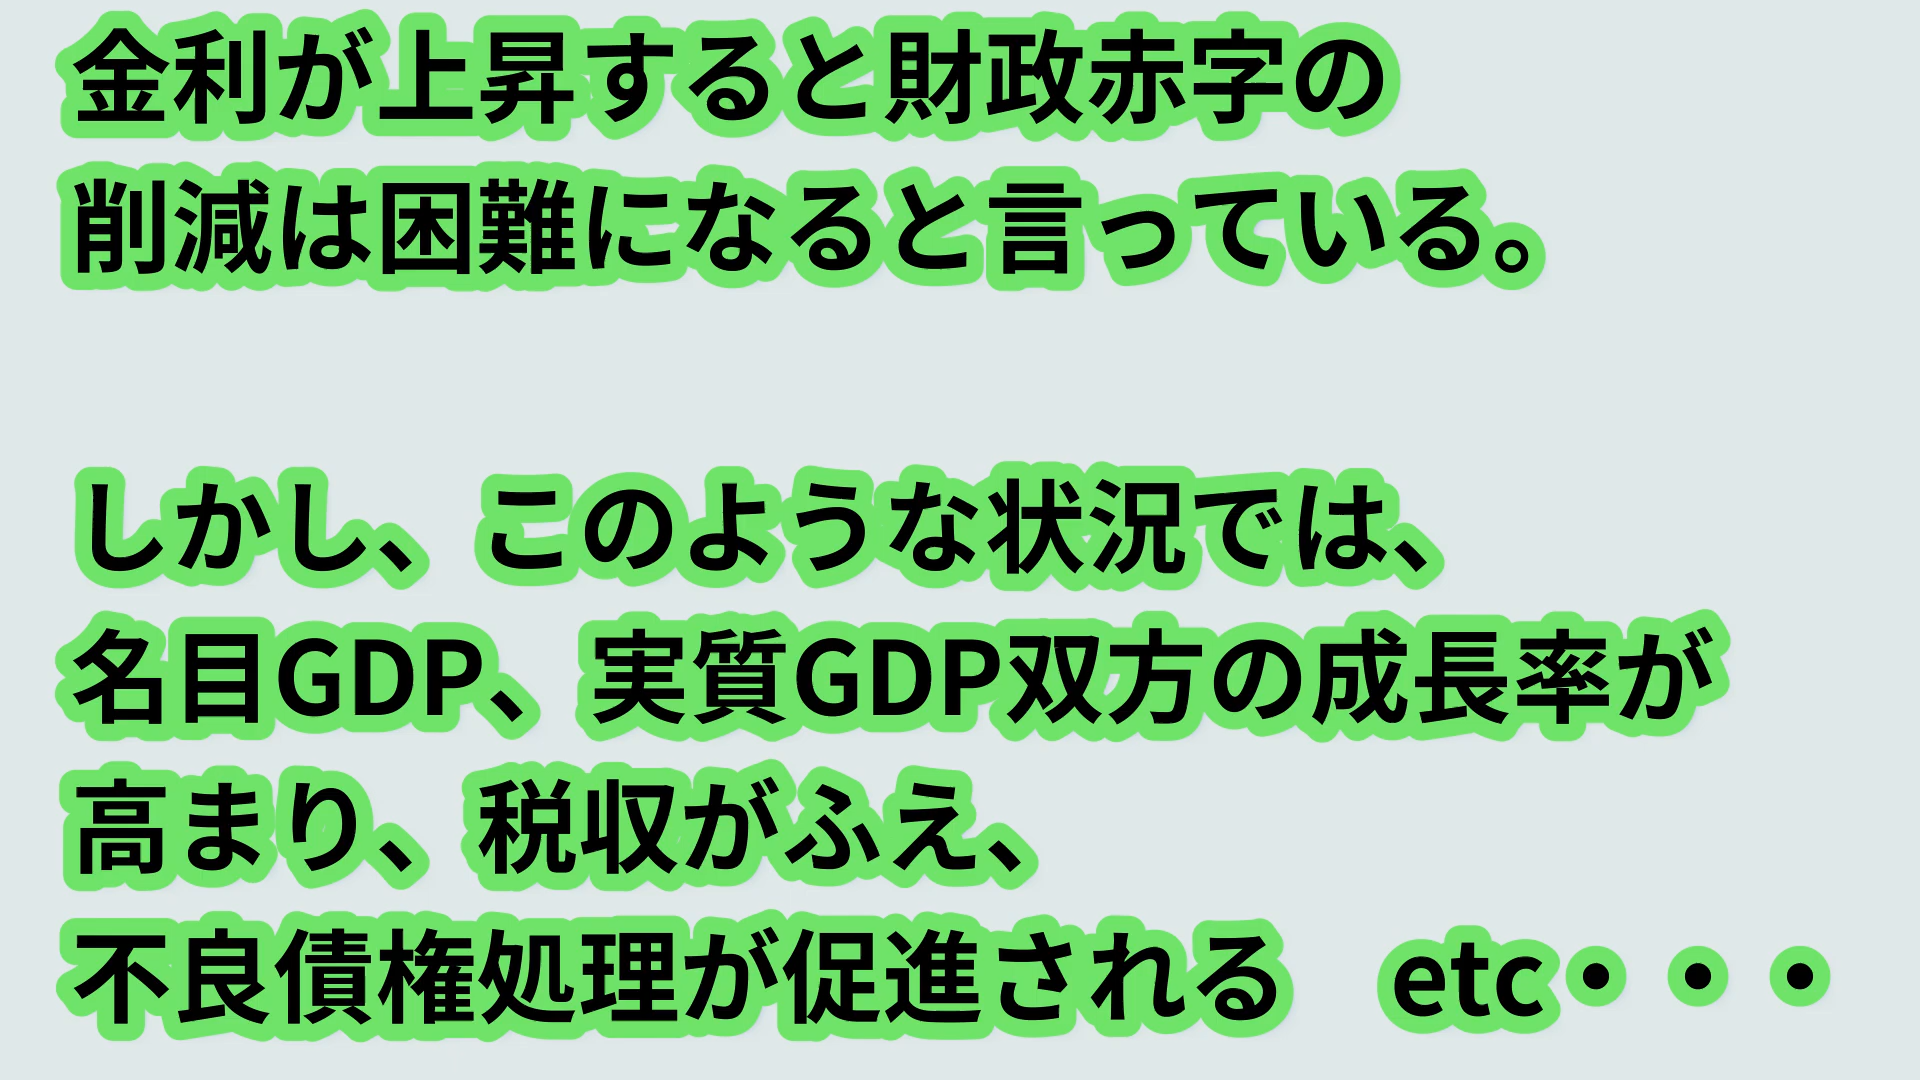 金利が上昇すると財政赤字の
削減は困難になると言っている。
しかし、このような状況では、
名目GDP、実質GDP双方の成長率が
高まり、税収がふえ、
不良債権処理が促進される　etc・・・